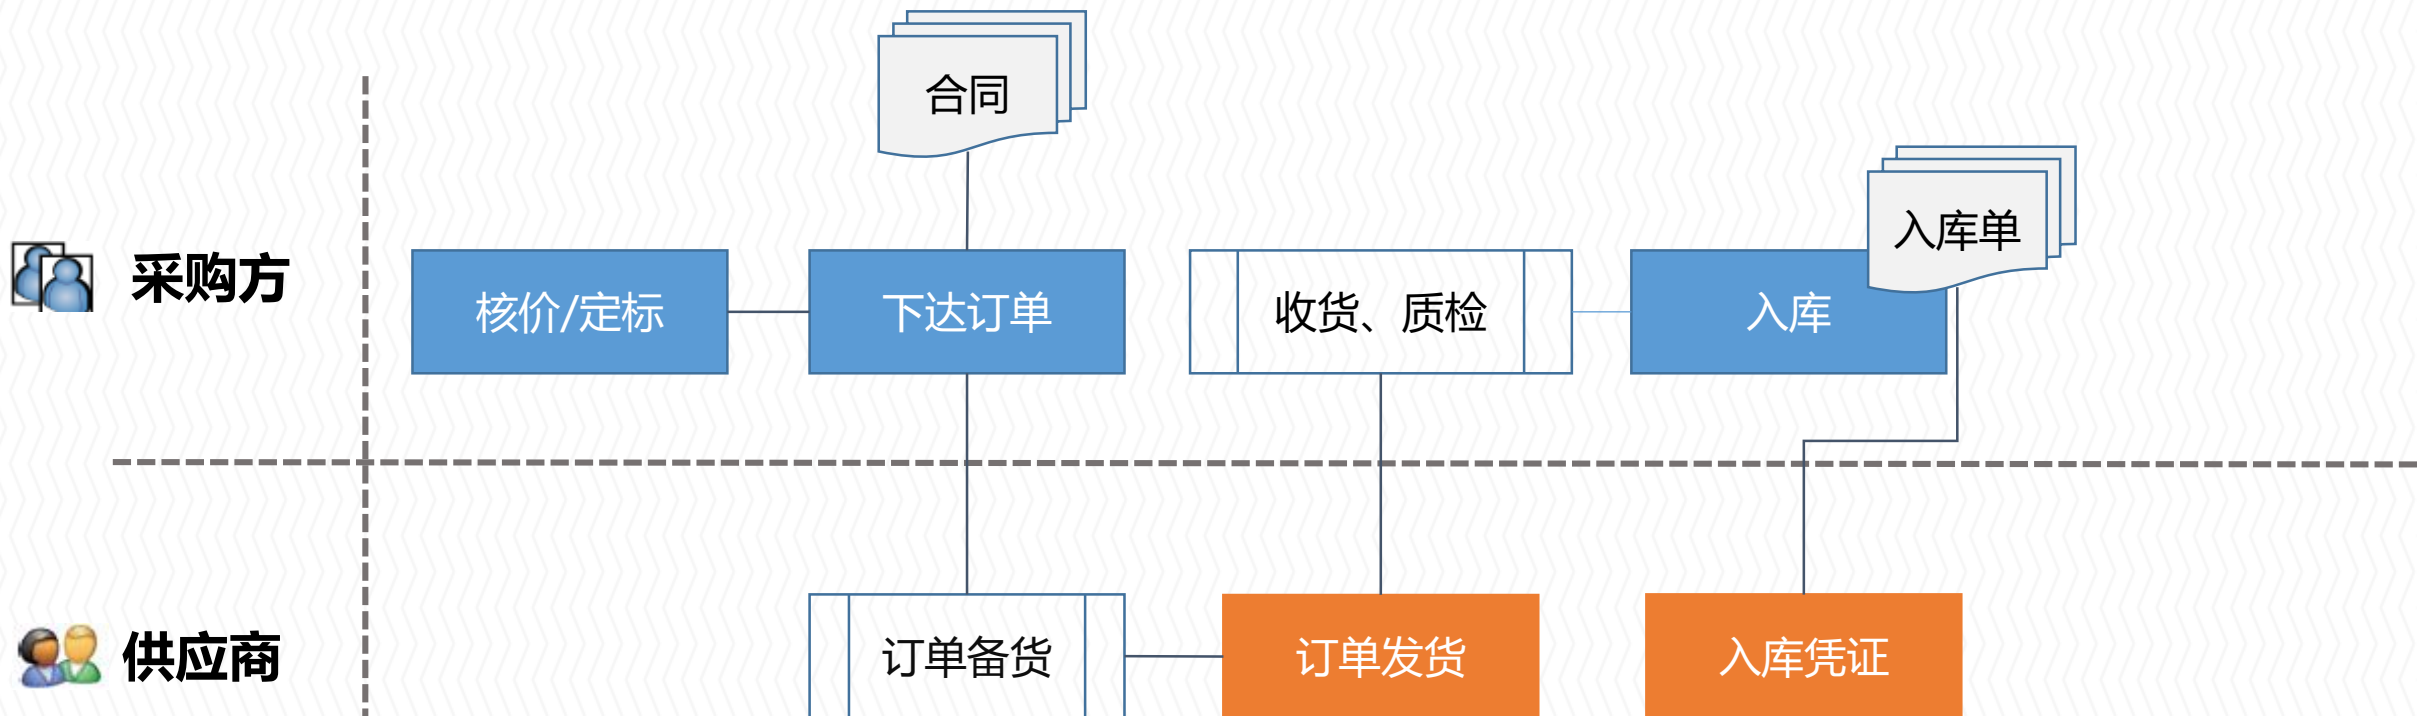 合同
入库单
采购方
核价/定标
下达订单
收货、质检
入库
供应商
订单备货
订单发货
入库凭证